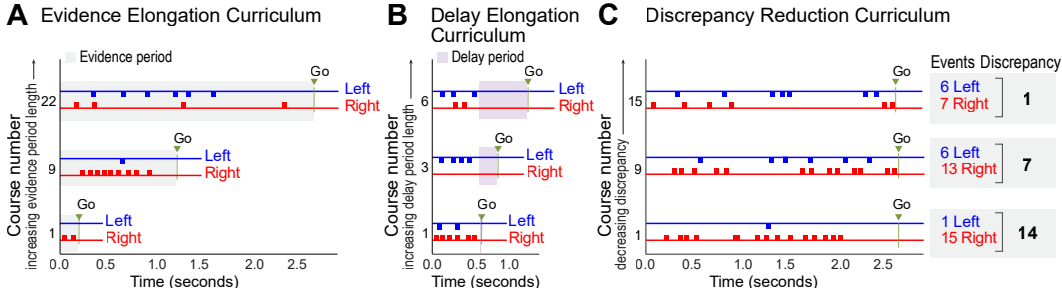 A Evidence Elongation Curriculum
Evidence period
Course number
increasing evidence period length
22
Go
Left
Right
9
Go
Left
Right
1
Go
Left
Right
0.0 0.5 1.0 1.5 2.0 2.5
Time (seconds)
B Delay Elongation
Curriculum
Delay period
Course number
increasing delay period length
6
Go
Left
Right
3
Go
Left
Right
1
Go
Left
Right
0.0 0.5 1.0
Time (seconds)
C Discrepancy Reduction Curriculum
Course number
decreasing discrepancy
Events Discrepancy
15
Go
6 Left
7 Right
1
9
Go
6 Left
13 Right
7
1
Go
1 Left
15 Right
14
0.0 0.5 1.0 1.5 2.0 2.5
Time (seconds)